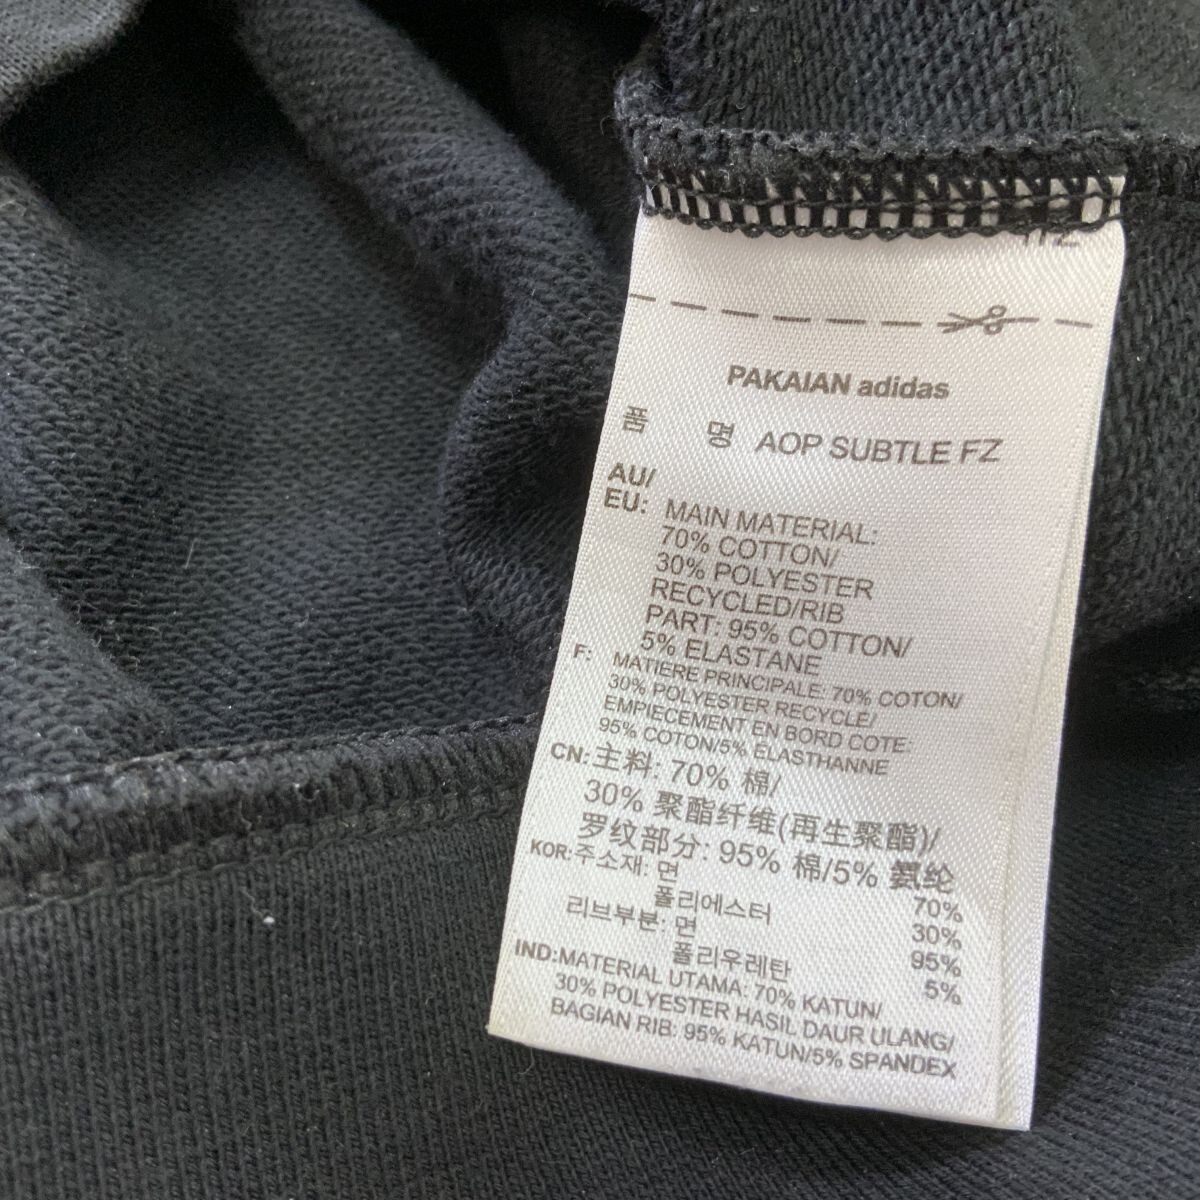 PAKAIAN adidas
품 명 AOP SUBTLE FZ
AU/
EU: MAIN MATERIAL:
70% COTTON/
30% POLYESTER
RECYCLED/RIB
PART: 95% COTTON/
5% ELASTANE
F: MATIERE PRINCIPALE: 70% COTON/
30% POLYESTER RECYCLÉ/
EMPIECEMENT EN BORD COTE:
95% COTON/5% ELASTHANNE
CN: 主料: 70% 棉/
30% 聚酯纤维(再生聚酯)/
罗纹部分: 95% 棉/5% 氨纶
KOR: 주소재: 면 70%
폴리에스터 30%
리브부분: 면 95%
폴리우레탄 5%
IND: MATERIAL UTAMA: 70% KATUN/
30% POLYESTER HASIL DAUR ULANG/
BAGIAN RIB: 95% KATUN/5% SPANDEX